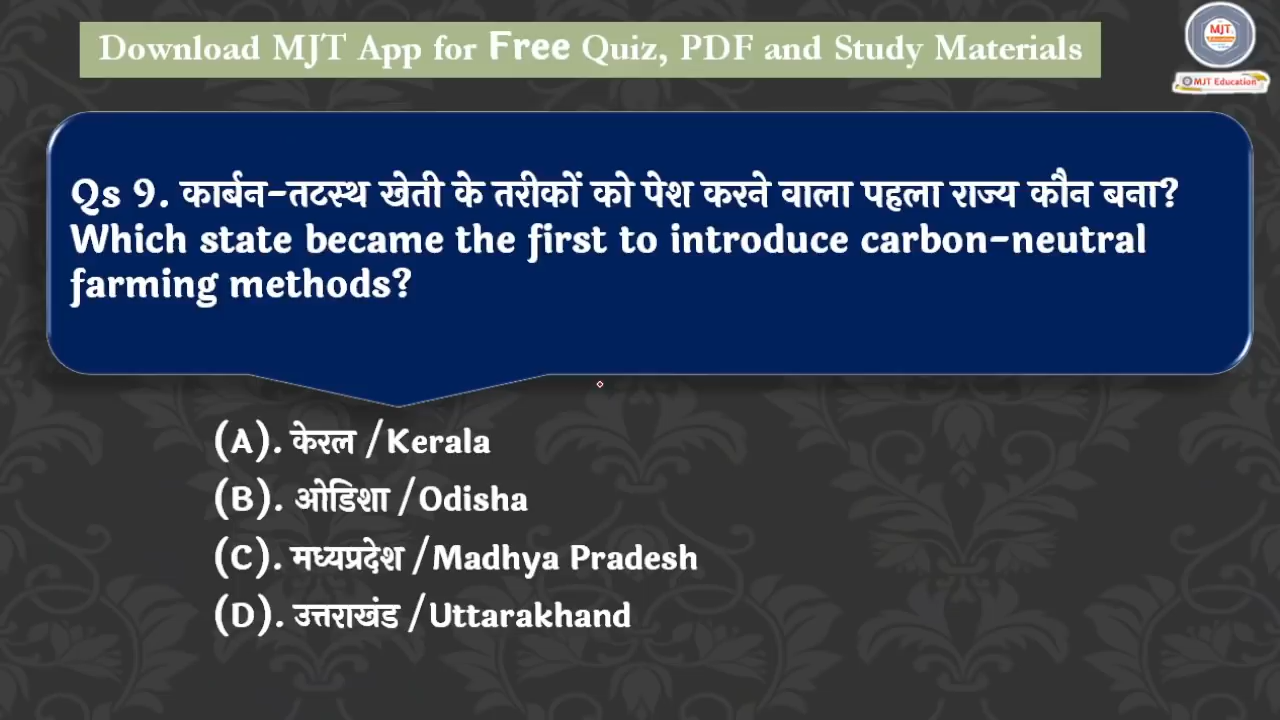 Download MJT App for Free Quiz, PDF and Study Materials
MJT
Education
MJT Education
Qs 9. कार्बन-तटस्थ खेती के तरीकों को पेश करने वाला पहला राज्य कौन बना?
Which state became the first to introduce carbon-neutral
farming methods?
(A). केरल /Kerala
(B). ओडिशा /Odisha
(C). मध्यप्रदेश /Madhya Pradesh
(D). उत्तराखंड /Uttarakhand